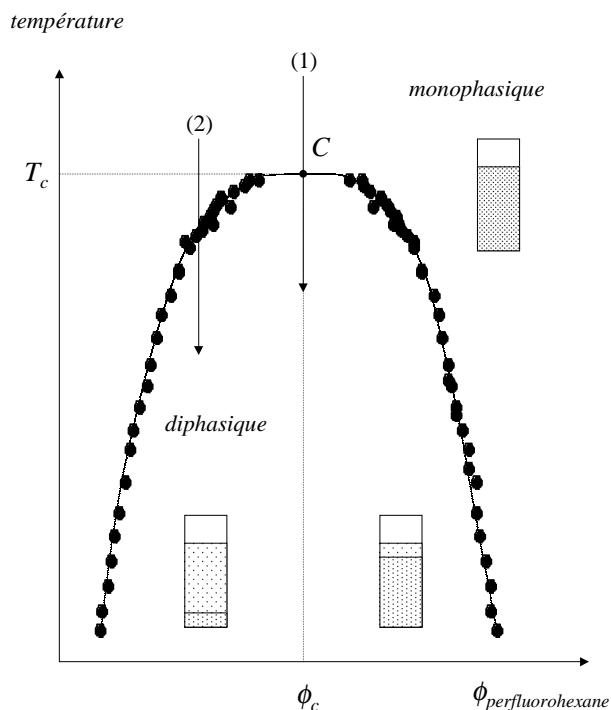 température
(1)
monophasique
(2)
C
T_c
diphasique
ϕ_c
ϕ_perfluorohexane